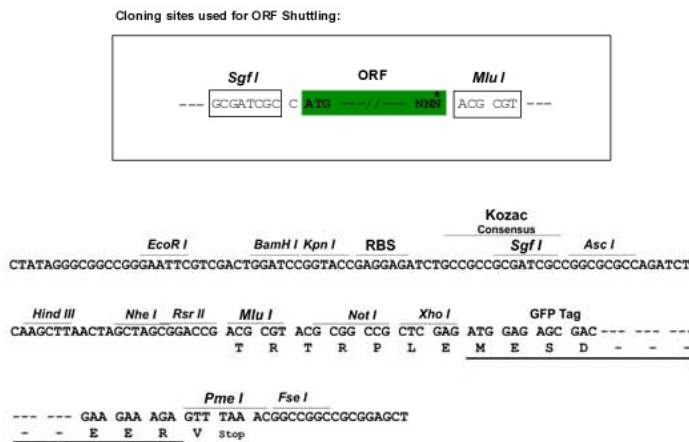 Cloning sites used for ORF Shuttling:
Sgf I ORF Mlu I
--- GCGATCGC C ATG ---//--- NNN* ACG CGT ---
Kozac
Consensus
EcoR I BamH I Kpn I RBS Sgf I Asc I
CTATAGGGCGGCCGGGAATTCGTCGACTGGATCCGGTACCGAGGAGATCTGCCGCCGCGATCGCCGGCGCGCCAGATCT
Hind III Nhe I Rsr II Mlu I Not I Xho I GFP Tag
CAAGCTTAACTAGCTAGCGGACCG ACG CGT ACG CGG CCG CTC GAG ATG GAG AGC GAC--- ---
T R T R P L E M E S D - - -
Pme I Fse I
--- --- GAA GAA AGA GTT TAA ACGGCCGGCCGCGGAGCT
- - E E R V Stop